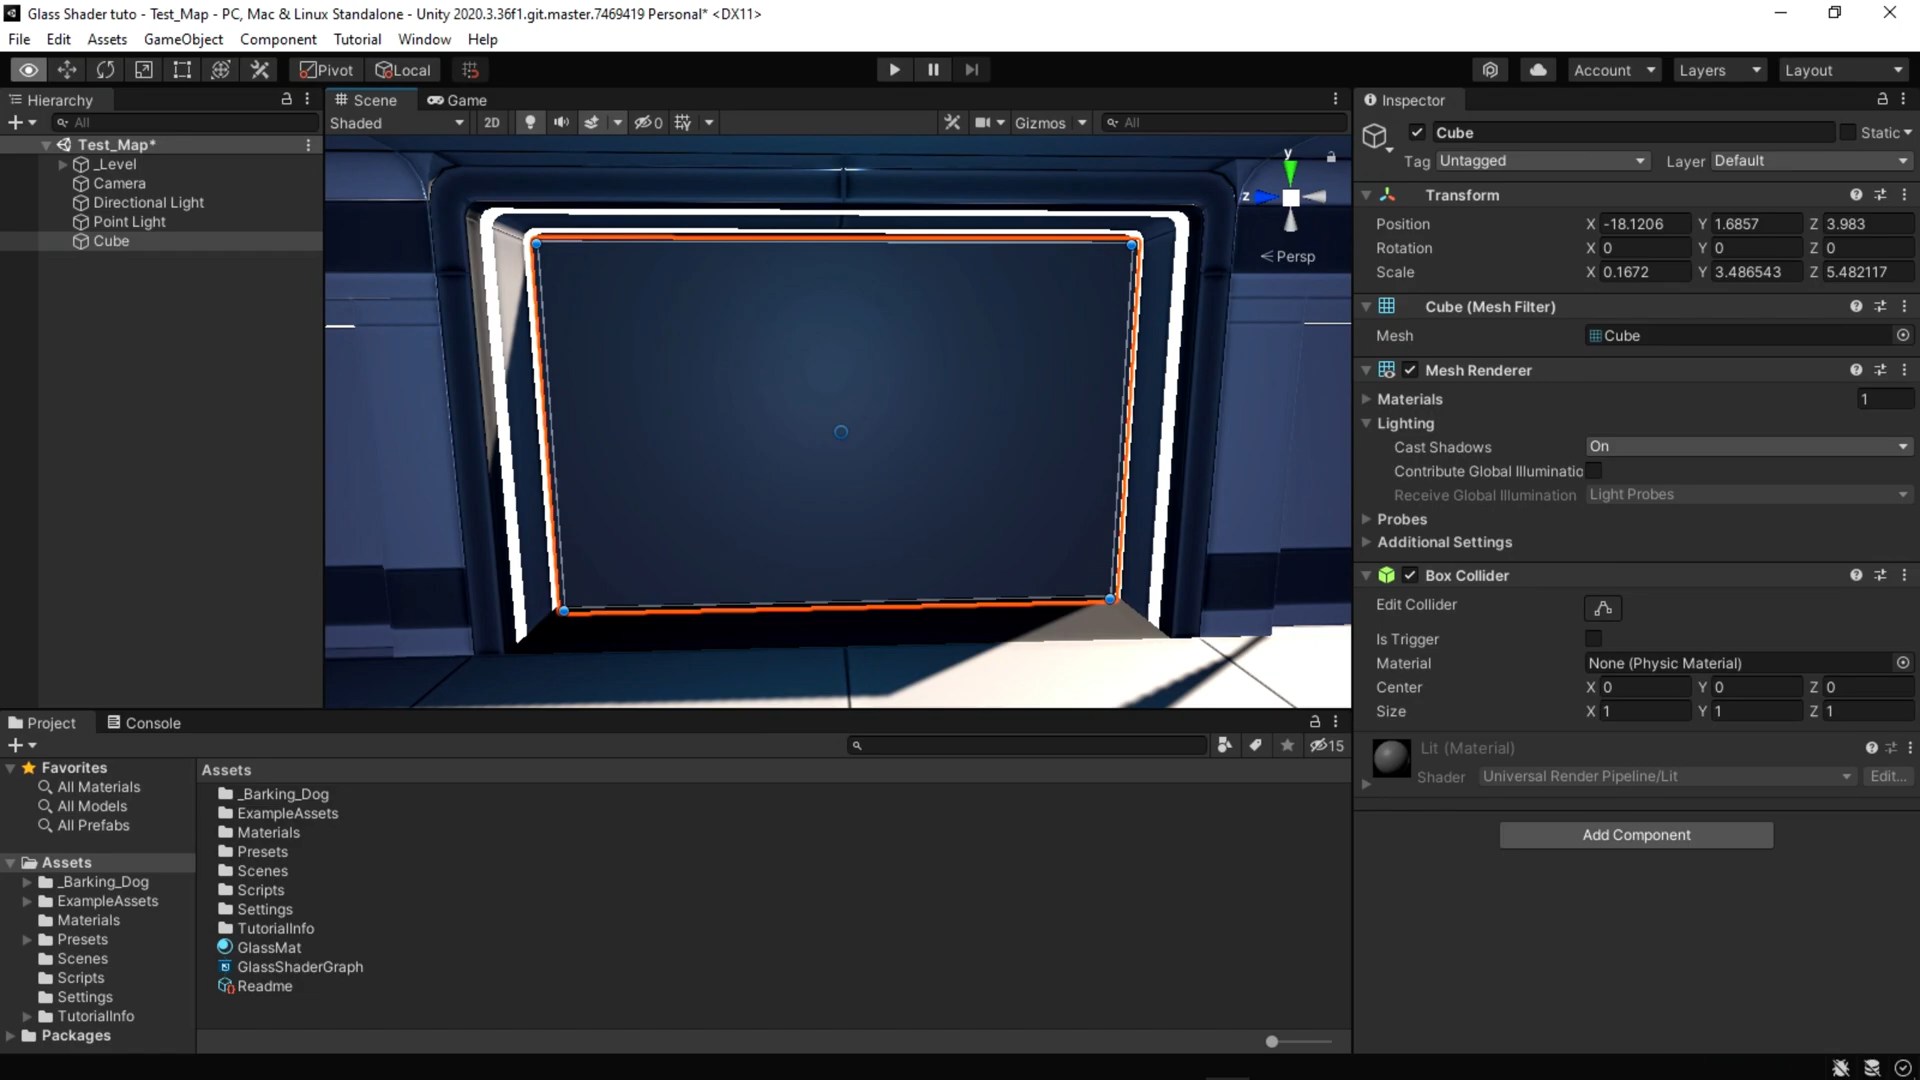 Glass Shader tuto - Test_Map - PC, Mac & Linux Standalone - Unity 2020.3.36f1.git.master.7469419 Personal* <DX11>
File Edit Assets GameObject Component Tutorial Window Help
Pivot Local Account Layers Layout
Hierarchy
All
Test_Map*
_Level
Camera
Directional Light
Point Light
Cube
Scene Game
Shaded 2D 0 Gizmos All
y
z
Persp
Inspector
Cube Static
Tag Untagged Layer Default
Transform
Position X -18.1206 Y 1.6857 Z 3.983
Rotation X 0 Y 0 Z 0
Scale X 0.1672 Y 3.486543 Z 5.482117
Cube (Mesh Filter)
Mesh Cube
Mesh Renderer
Materials 1
Lighting
Cast Shadows On
Contribute Global Illuminatio
Receive Global Illumination Light Probes
Probes
Additional Settings
Box Collider
Edit Collider
Is Trigger
Material None (Physic Material)
Center X 0 Y 0 Z 0
Size X 1 Y 1 Z 1
Lit (Material)
Shader Universal Render Pipeline/Lit Edit...
Add Component
Project Console
15
Favorites
All Materials
All Models
All Prefabs
Assets
_Barking_Dog
ExampleAssets
Materials
Presets
Scenes
Scripts
Settings
TutorialInfo
Packages
Assets
_Barking_Dog
ExampleAssets
Materials
Presets
Scenes
Scripts
Settings
TutorialInfo
GlassMat
GlassShaderGraph
Readme